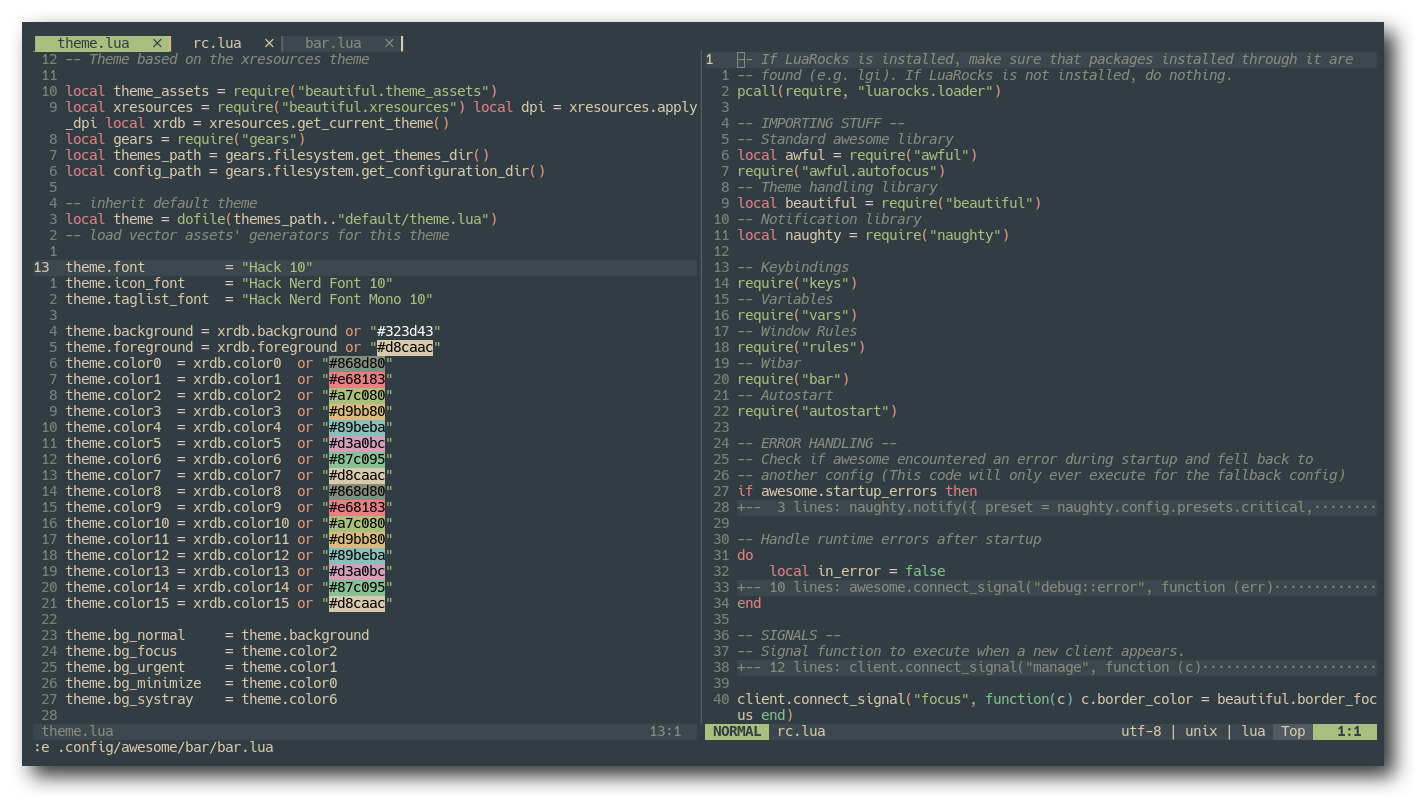 theme.lua × rc.lua × bar.lua ×
12 -- Theme based on the xresources theme
11
10 local theme_assets = require("beautiful.theme_assets")
9 local xresources = require("beautiful.xresources") local dpi = xresources.apply
_dpi local xrdb = xresources.get_current_theme()
8 local gears = require("gears")
7 local themes_path = gears.filesystem.get_themes_dir()
6 local config_path = gears.filesystem.get_configuration_dir()
5
4 -- inherit default theme
3 local theme = dofile(themes_path.."default/theme.lua")
2 -- load vector assets' generators for this theme
1
13 theme.font          = "Hack 10"
1 theme.icon_font     = "Hack Nerd Font 10"
2 theme.taglist_font  = "Hack Nerd Font Mono 10"
3
4 theme.background = xrdb.background or "#323d43"
5 theme.foreground = xrdb.foreground or "#d8caac"
6 theme.color0  = xrdb.color0  or "#868d80"
7 theme.color1  = xrdb.color1  or "#e68183"
8 theme.color2  = xrdb.color2  or "#a7c080"
9 theme.color3  = xrdb.color3  or "#d9bb80"
10 theme.color4  = xrdb.color4  or "#89beba"
11 theme.color5  = xrdb.color5  or "#d3a0bc"
12 theme.color6  = xrdb.color6  or "#87c095"
13 theme.color7  = xrdb.color7  or "#d8caac"
14 theme.color8  = xrdb.color8  or "#868d80"
15 theme.color9  = xrdb.color9  or "#e68183"
16 theme.color10 = xrdb.color10 or "#a7c080"
17 theme.color11 = xrdb.color11 or "#d9bb80"
18 theme.color12 = xrdb.color12 or "#89beba"
19 theme.color13 = xrdb.color13 or "#d3a0bc"
20 theme.color14 = xrdb.color14 or "#87c095"
21 theme.color15 = xrdb.color15 or "#d8caac"
22
23 theme.bg_normal     = theme.background
24 theme.bg_focus      = theme.color2
25 theme.bg_urgent     = theme.color1
26 theme.bg_minimize   = theme.color0
27 theme.bg_systray    = theme.color6
28
theme.lua 13:1
:e .config/awesome/bar/bar.lua
1 -- If LuaRocks is installed, make sure that packages installed through it are
1 -- found (e.g. lgi). If LuaRocks is not installed, do nothing.
2 pcall(require, "luarocks.loader")
3
4 -- IMPORTING STUFF --
5 -- Standard awesome library
6 local awful = require("awful")
7 require("awful.autofocus")
8 -- Theme handling library
9 local beautiful = require("beautiful")
10 -- Notification library
11 local naughty = require("naughty")
12
13 -- Keybindings
14 require("keys")
15 -- Variables
16 require("vars")
17 -- Window Rules
18 require("rules")
19 -- Wibar
20 require("bar")
21 -- Autostart
22 require("autostart")
23
24 -- ERROR HANDLING --
25 -- Check if awesome encountered an error during startup and fell back to
26 -- another config (This code will only ever execute for the fallback config)
27 if awesome.startup_errors then
28 +--  3 lines: naughty.notify({ preset = naughty.config.presets.critical,········
29
30 -- Handle runtime errors after startup
31 do
32     local in_error = false
33 +-- 10 lines: awesome.connect_signal("debug::error", function (err)·············
34 end
35
36 -- SIGNALS --
37 -- Signal function to execute when a new client appears.
38 +-- 12 lines: client.connect_signal("manage", function (c)······················
39
40 client.connect_signal("focus", function(c) c.border_color = beautiful.border_foc
us end)
NORMAL rc.lua utf-8 | unix | lua Top 1:1